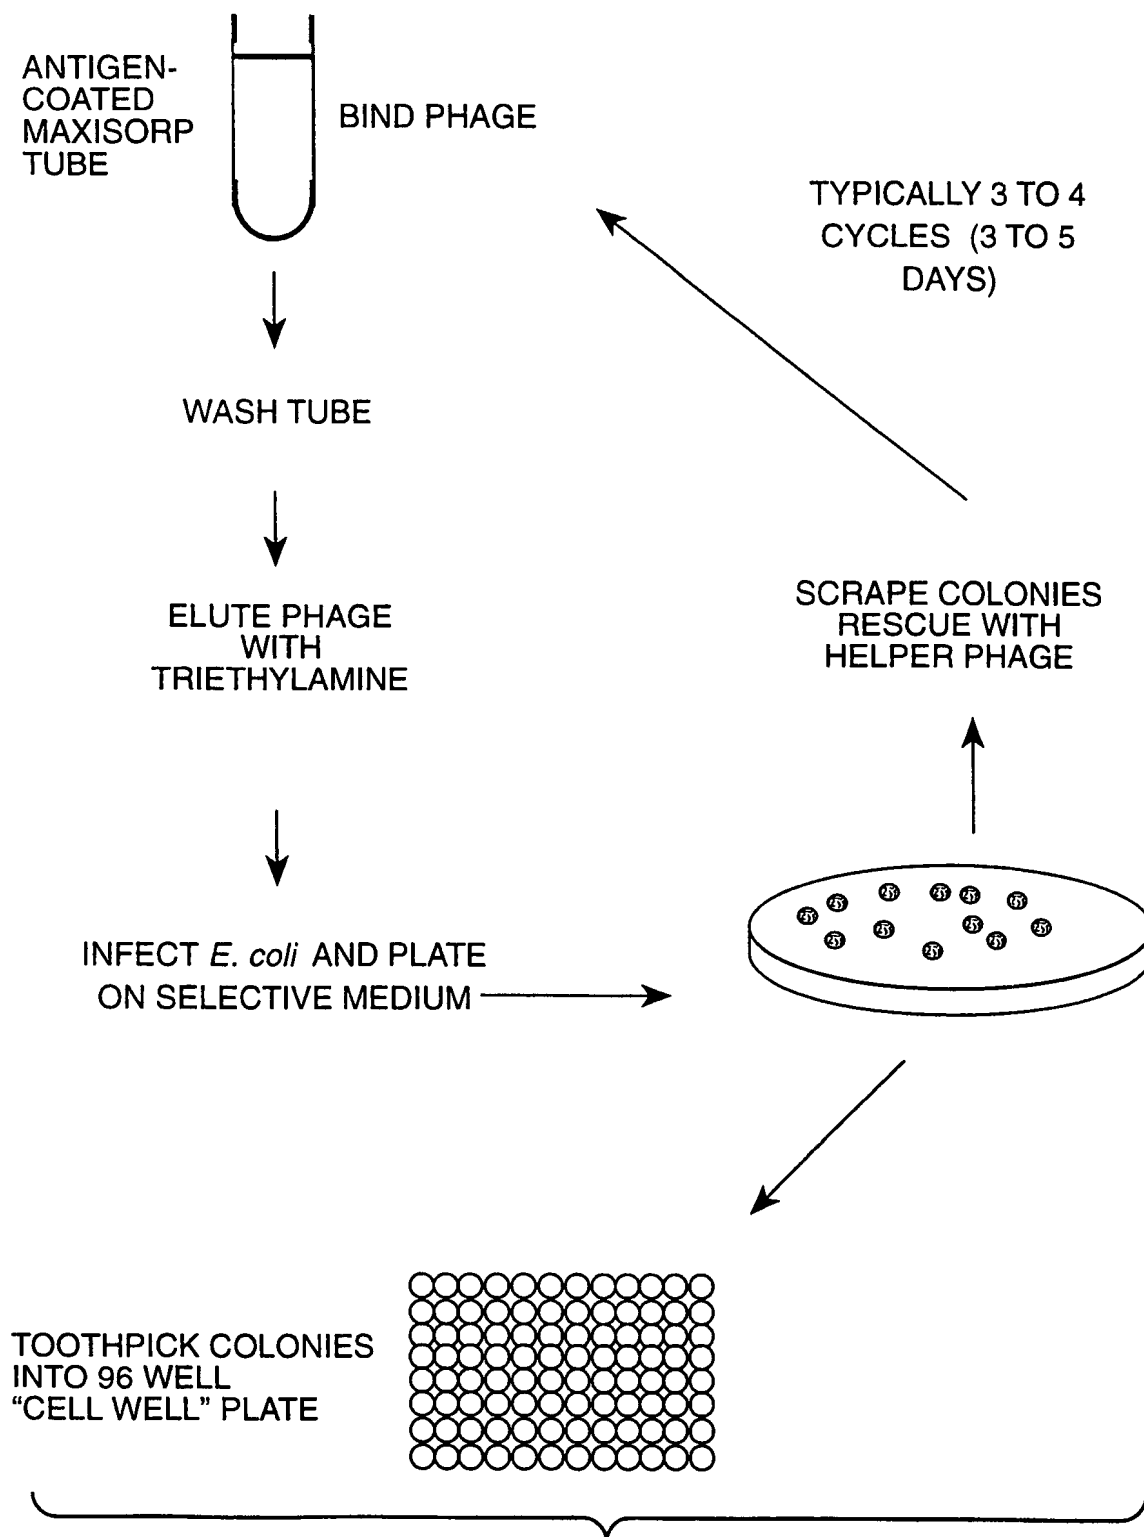 ANTIGEN-
COATED
MAXISORP
TUBE
BIND PHAGE
TYPICALLY 3 TO 4
CYCLES (3 TO 5
DAYS)
WASH TUBE
ELUTE PHAGE
WITH
TRIETHYLAMINE
SCRAPE COLONIES
RESCUE WITH
HELPER PHAGE
INFECT E. coli AND PLATE
ON SELECTIVE MEDIUM
TOOTHPICK COLONIES
INTO 96 WELL
“CELL WELL” PLATE